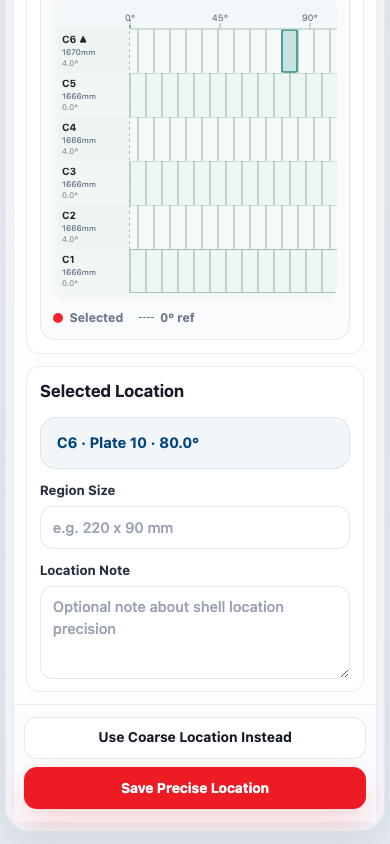 0° 45° 90°
C6 ▲
1670mm
4.0°
C5
1666mm
0.0°
C4
1666mm
4.0°
C3
1666mm
0.0°
C2
1666mm
4.0°
C1
1666mm
0.0°
Selected ---- 0° ref
Selected Location
C6 · Plate 10 · 80.0°
Region Size
e.g. 220 x 90 mm
Location Note
Optional note about shell location
precision
Use Coarse Location Instead
Save Precise Location